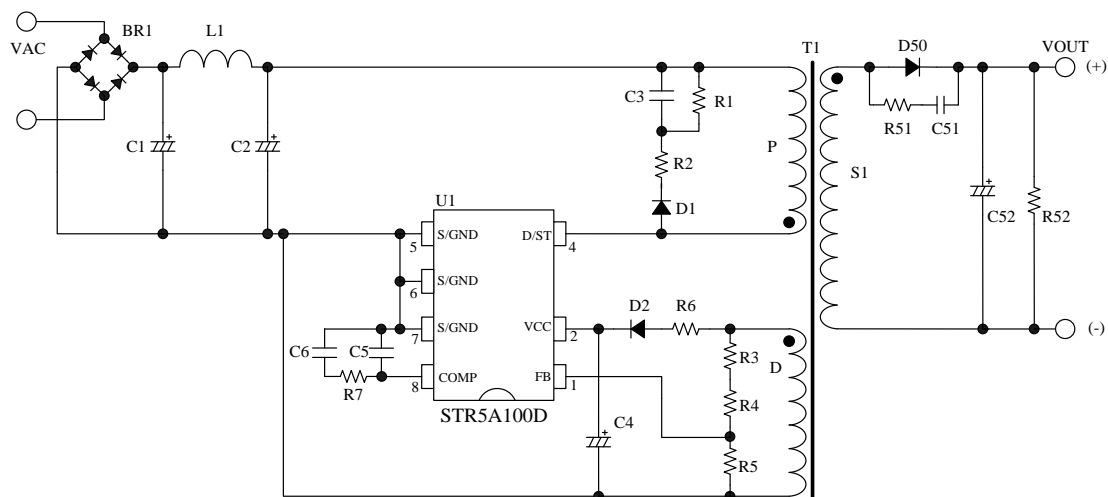 BR1
L1
T1
D50
VOUT
VAC
(+)
C3
R1
R51
C51
C1
C2
P
R2
S1
U1
D1
C52
R52
S/GND
D/ST
5
4
S/GND
6
D2
R6
S/GND
VCC
(-)
7
2
C6
C5
R3
D
COMP
FB
R7
8
1
R4
STR5A100D
C4
R5